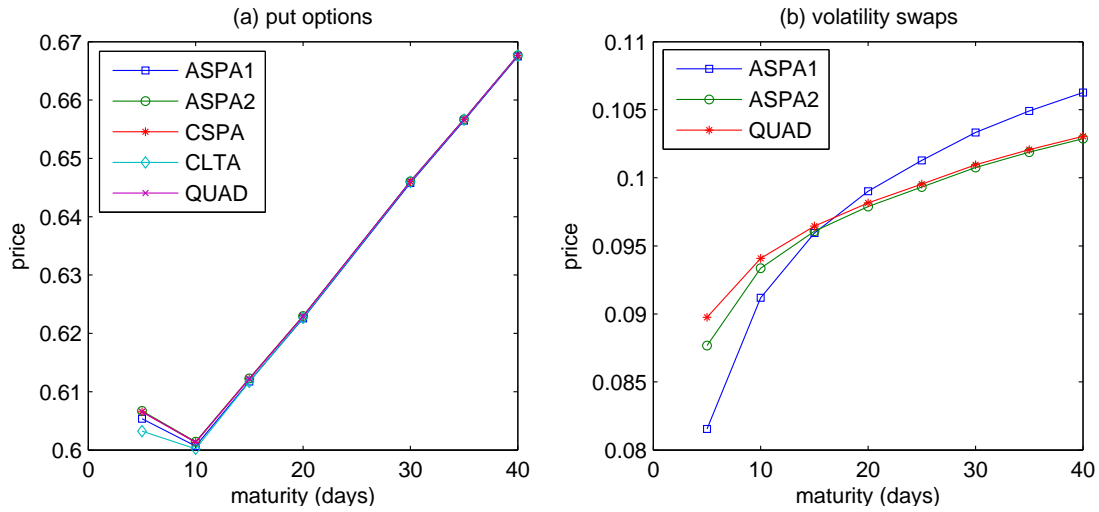 (a) put options
0.67
0.66
0.65
0.64
0.63
0.62
0.61
0.6
price
ASPA1
ASPA2
CSPA
CLTA
QUAD
0
10
20
30
40
maturity (days)
(b) volatility swaps
0.11
0.105
0.1
0.095
0.09
0.085
0.08
price
ASPA1
ASPA2
QUAD
0
10
20
30
40
maturity (days)